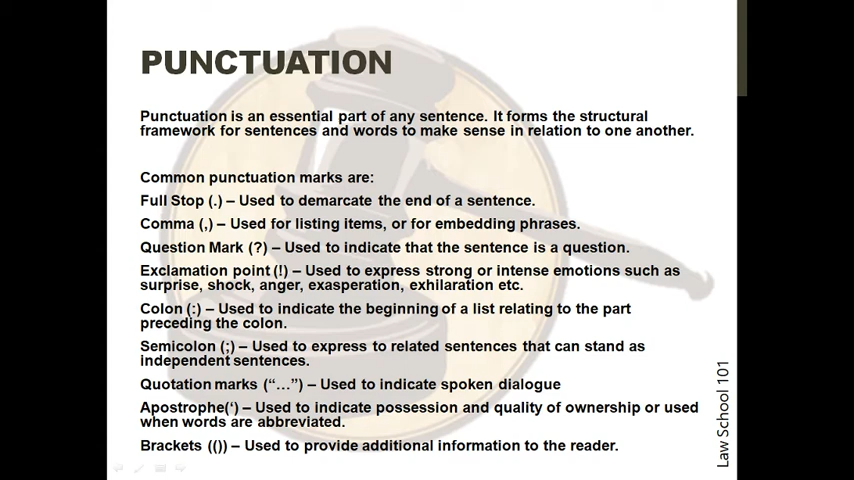 PUNCTUATION
Punctuation is an essential part of any sentence. It forms the structural
framework for sentences and words to make sense in relation to one another.
Common punctuation marks are:
Full Stop (.) – Used to demarcate the end of a sentence.
Comma (,) – Used for listing items, or for embedding phrases.
Question Mark (?) – Used to indicate that the sentence is a question.
Exclamation point (!) – Used to express strong or intense emotions such as
surprise, shock, anger, exasperation, exhilaration etc.
Colon (:) – Used to indicate the beginning of a list relating to the part
preceding the colon.
Semicolon (;) – Used to express to related sentences that can stand as
independent sentences.
Quotation marks (“…”) – Used to indicate spoken dialogue
Apostrophe(‘) – Used to indicate possession and quality of ownership or used
when words are abbreviated.
Brackets (()) – Used to provide additional information to the reader.
Law School 101